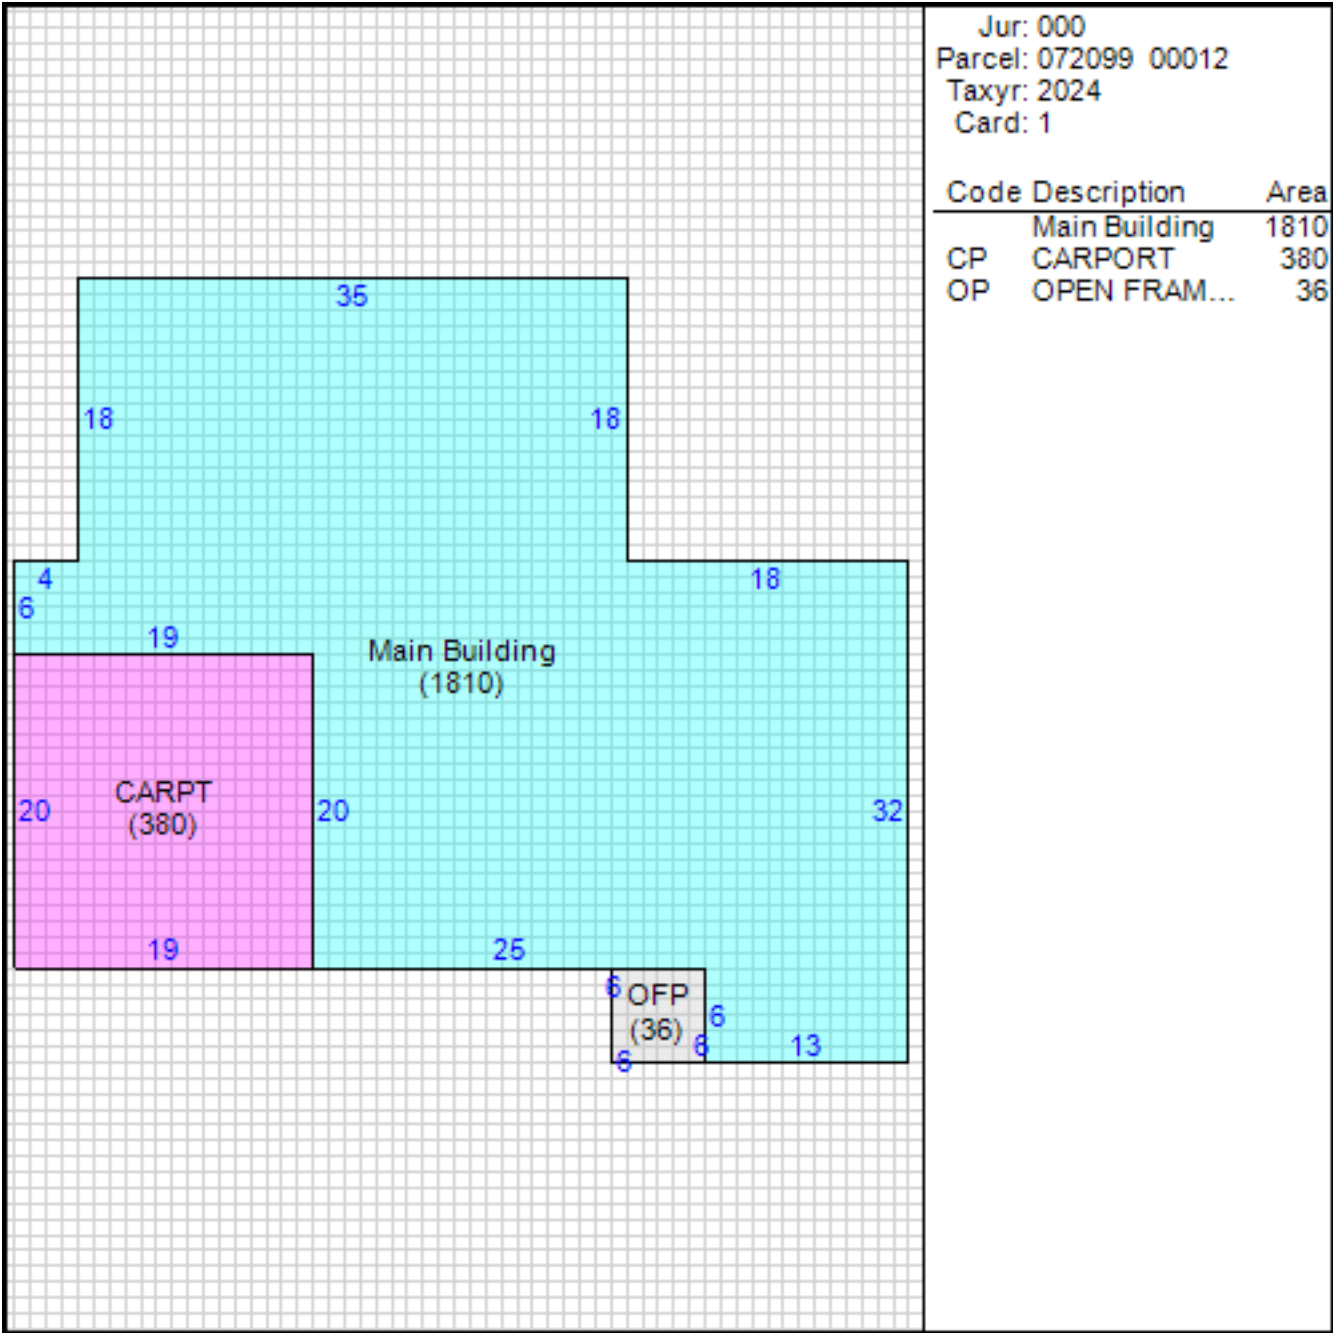 Jur: 000
Parcel: 072099 00012
Taxyr: 2024
Card: 1
Code Description Area
Main Building 1810
CP CARPORT 380
OP OPEN FRAM... 36
35
18 18
4 18
6
19
Main Building
(1810)
CARPT
(380)
20 20 32
19 25
6 OFP
(36) 6
6 6 13